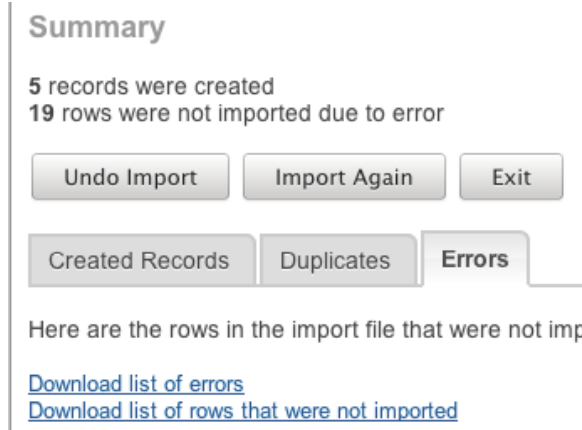 Summary
5 records were created
19 rows were not imported due to error
Undo Import Import Again Exit
Created Records Duplicates Errors
Here are the rows in the import file that were not imp
Download list of errors
Download list of rows that were not imported